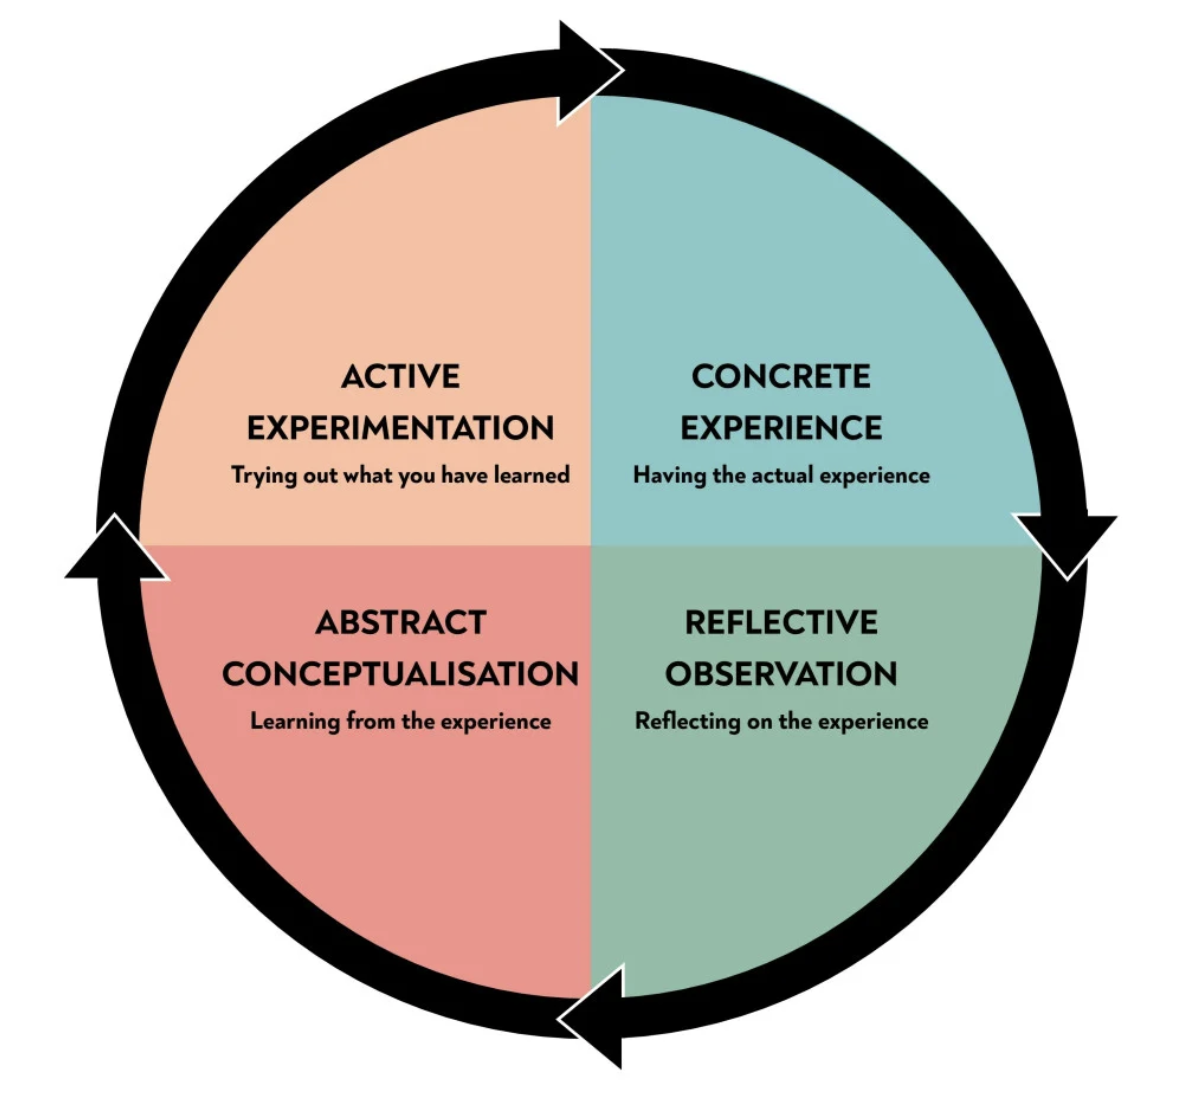 ACTIVE
EXPERIMENTATION
Trying out what you have learned
CONCRETE
EXPERIENCE
Having the actual experience
ABSTRACT
CONCEPTUALISATION
Learning from the experience
REFLECTIVE
OBSERVATION
Reflecting on the experience